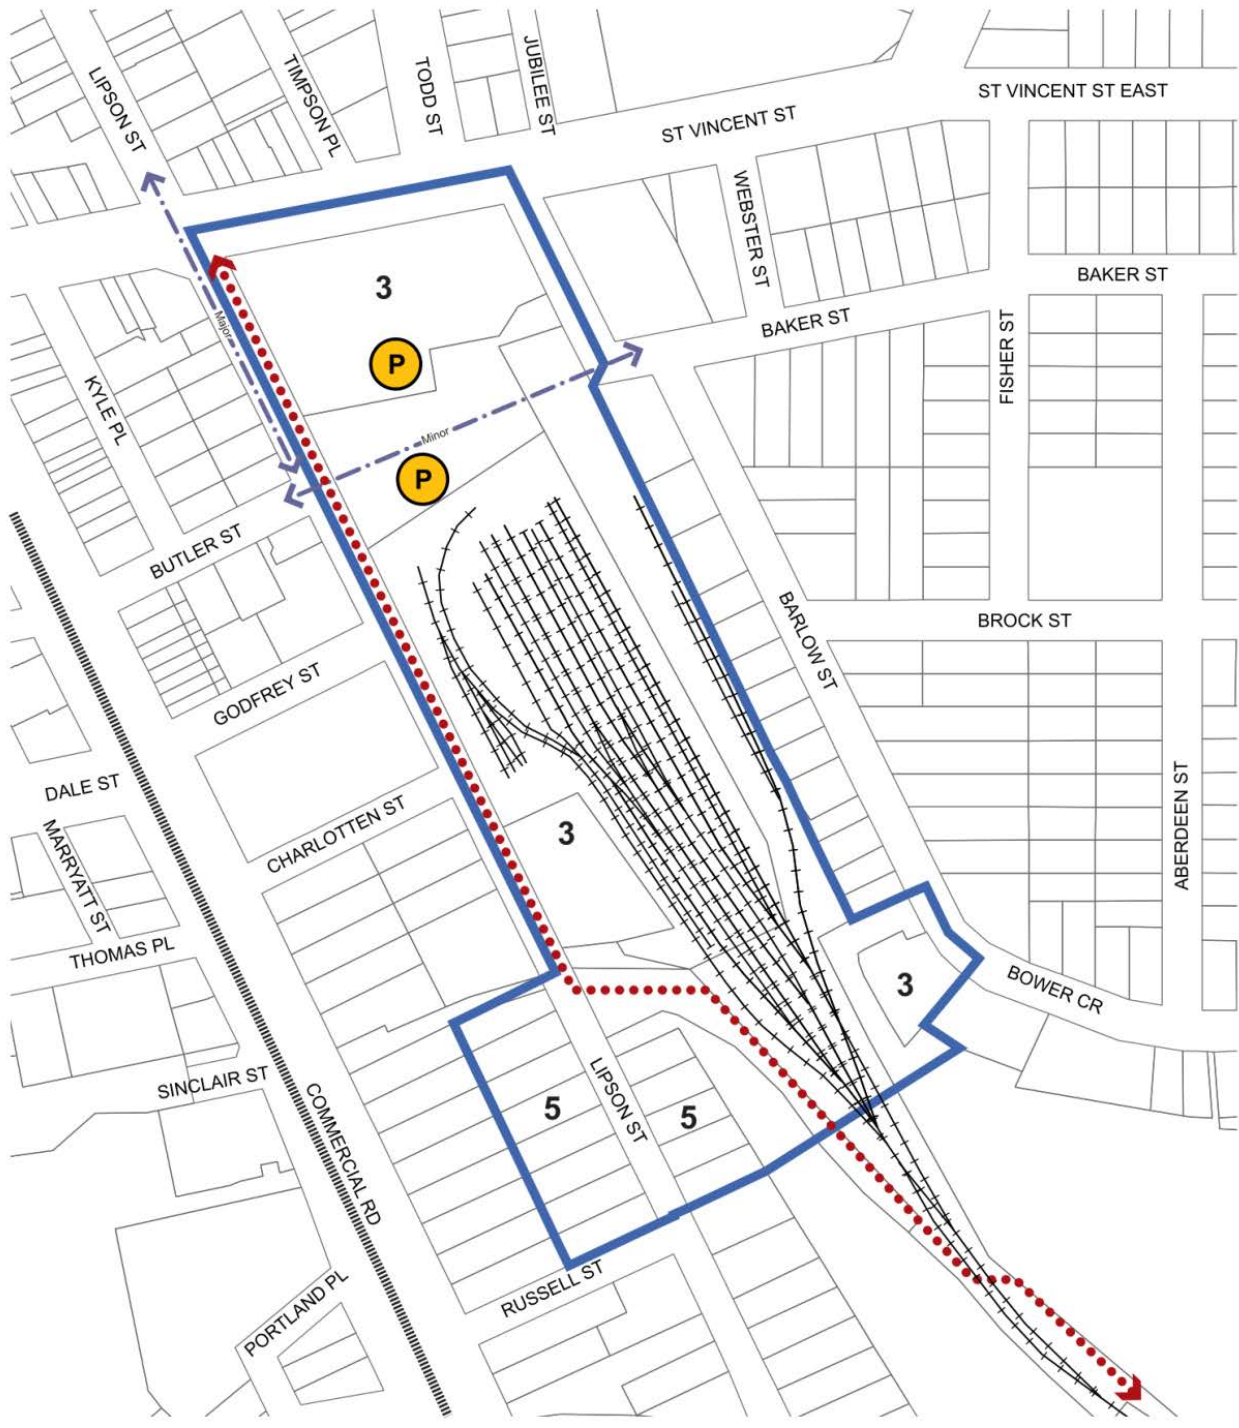 LIPSON ST
TIMPSON PL
TODD ST
JUBILEE ST
ST VINCENT ST
ST VINCENT ST EAST
WEBSTER ST
BAKER ST
3
Major
BAKER ST
FISHER ST
P
KYLE PL
Minor
P
BUTLER ST
BARLOW ST
BROCK ST
GODFREY ST
DALE ST
CHARLOTTEN ST
3
ABERDEEN ST
MARRYATT ST
THOMAS PL
3
BOWER CR
SINCLAIR ST
COMMERCIAL RD
5
LIPSON ST
5
RUSSELL ST
PORTLAND PL